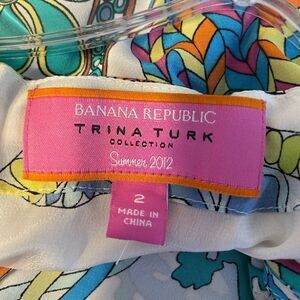 BANANA REPUBLIC
TRINA TURK
COLLECTION
Summer 2012
2
MADE IN
CHINA